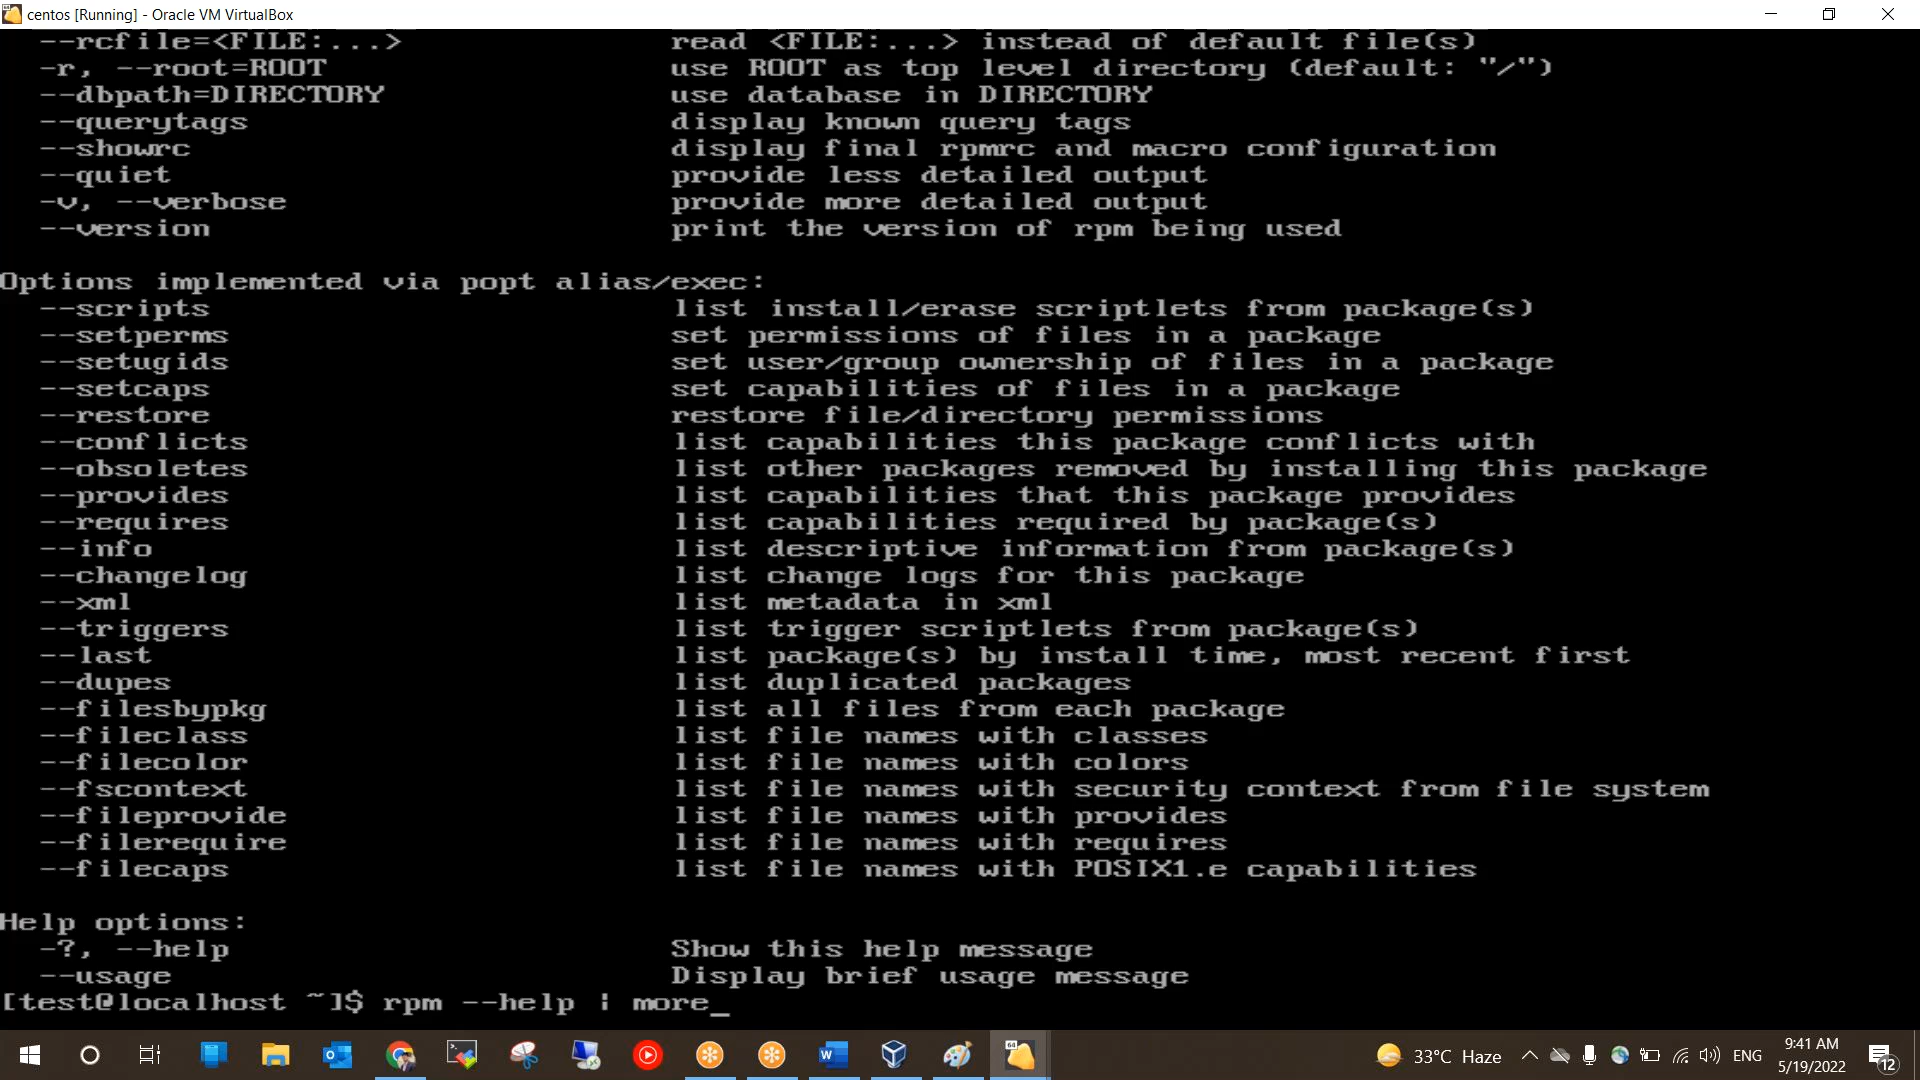 centos [Running] - Oracle VM VirtualBox
--rcfile=<FILE:...> read <FILE:...> instead of default file(s)
-r, --root=ROOT use ROOT as top level directory (default: "/")
--dbpath=DIRECTORY use database in DIRECTORY
--querytags display known query tags
--showrc display final rpmrc and macro configuration
--quiet provide less detailed output
-v, --verbose provide more detailed output
--version print the version of rpm being used
Options implemented via popt alias/exec:
--scripts list install/erase scriptlets from package(s)
--setperms set permissions of files in a package
--setugids set user/group ownership of files in a package
--setcaps set capabilities of files in a package
--restore restore file/directory permissions
--conflicts list capabilities this package conflicts with
--obsoletes list other packages removed by installing this package
--provides list capabilities that this package provides
--requires list capabilities required by package(s)
--info list descriptive information from package(s)
--changelog list change logs for this package
--xml list metadata in xml
--triggers list trigger scriptlets from package(s)
--last list package(s) by install time, most recent first
--dupes list duplicated packages
--filesbypkg list all files from each package
--fileclass list file names with classes
--filecolor list file names with colors
--fscontext list file names with security context from file system
--fileprovide list file names with provides
--filerequire list file names with requires
--filecaps list file names with POSIX1.e capabilities
Help options:
-?, --help Show this help message
--usage Display brief usage message
[test@localhost ~]$ rpm --help | more_
33°C Haze ENG 9:41 AM
5/19/2022 12